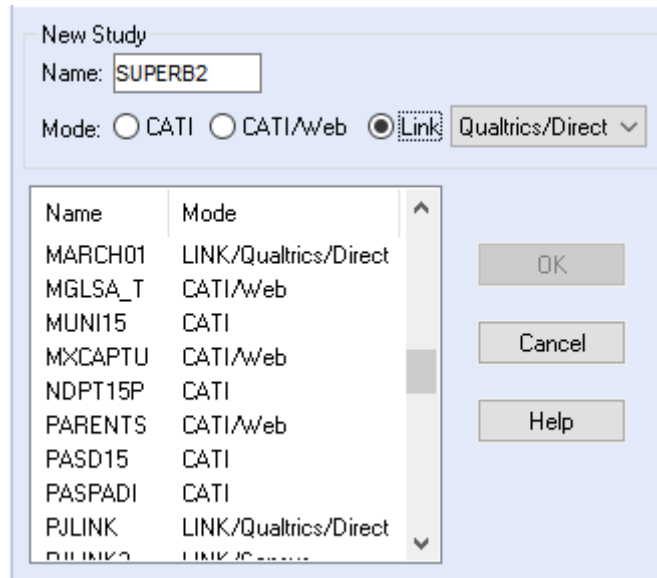 New Study
Name: SUPERB2
Mode: CATI CATI/Web Link Qualtrics/Direct
Name Mode
MARCH01 LINK/Qualtrics/Direct
MGLSA_T CATI/Web
MUNI15 CATI
MXCAPTU CATI/Web
NDPT15P CATI
PARENTS CATI/Web
PASD15 CATI
PASPADI CATI
PJLINK LINK/Qualtrics/Direct
OK
Cancel
Help